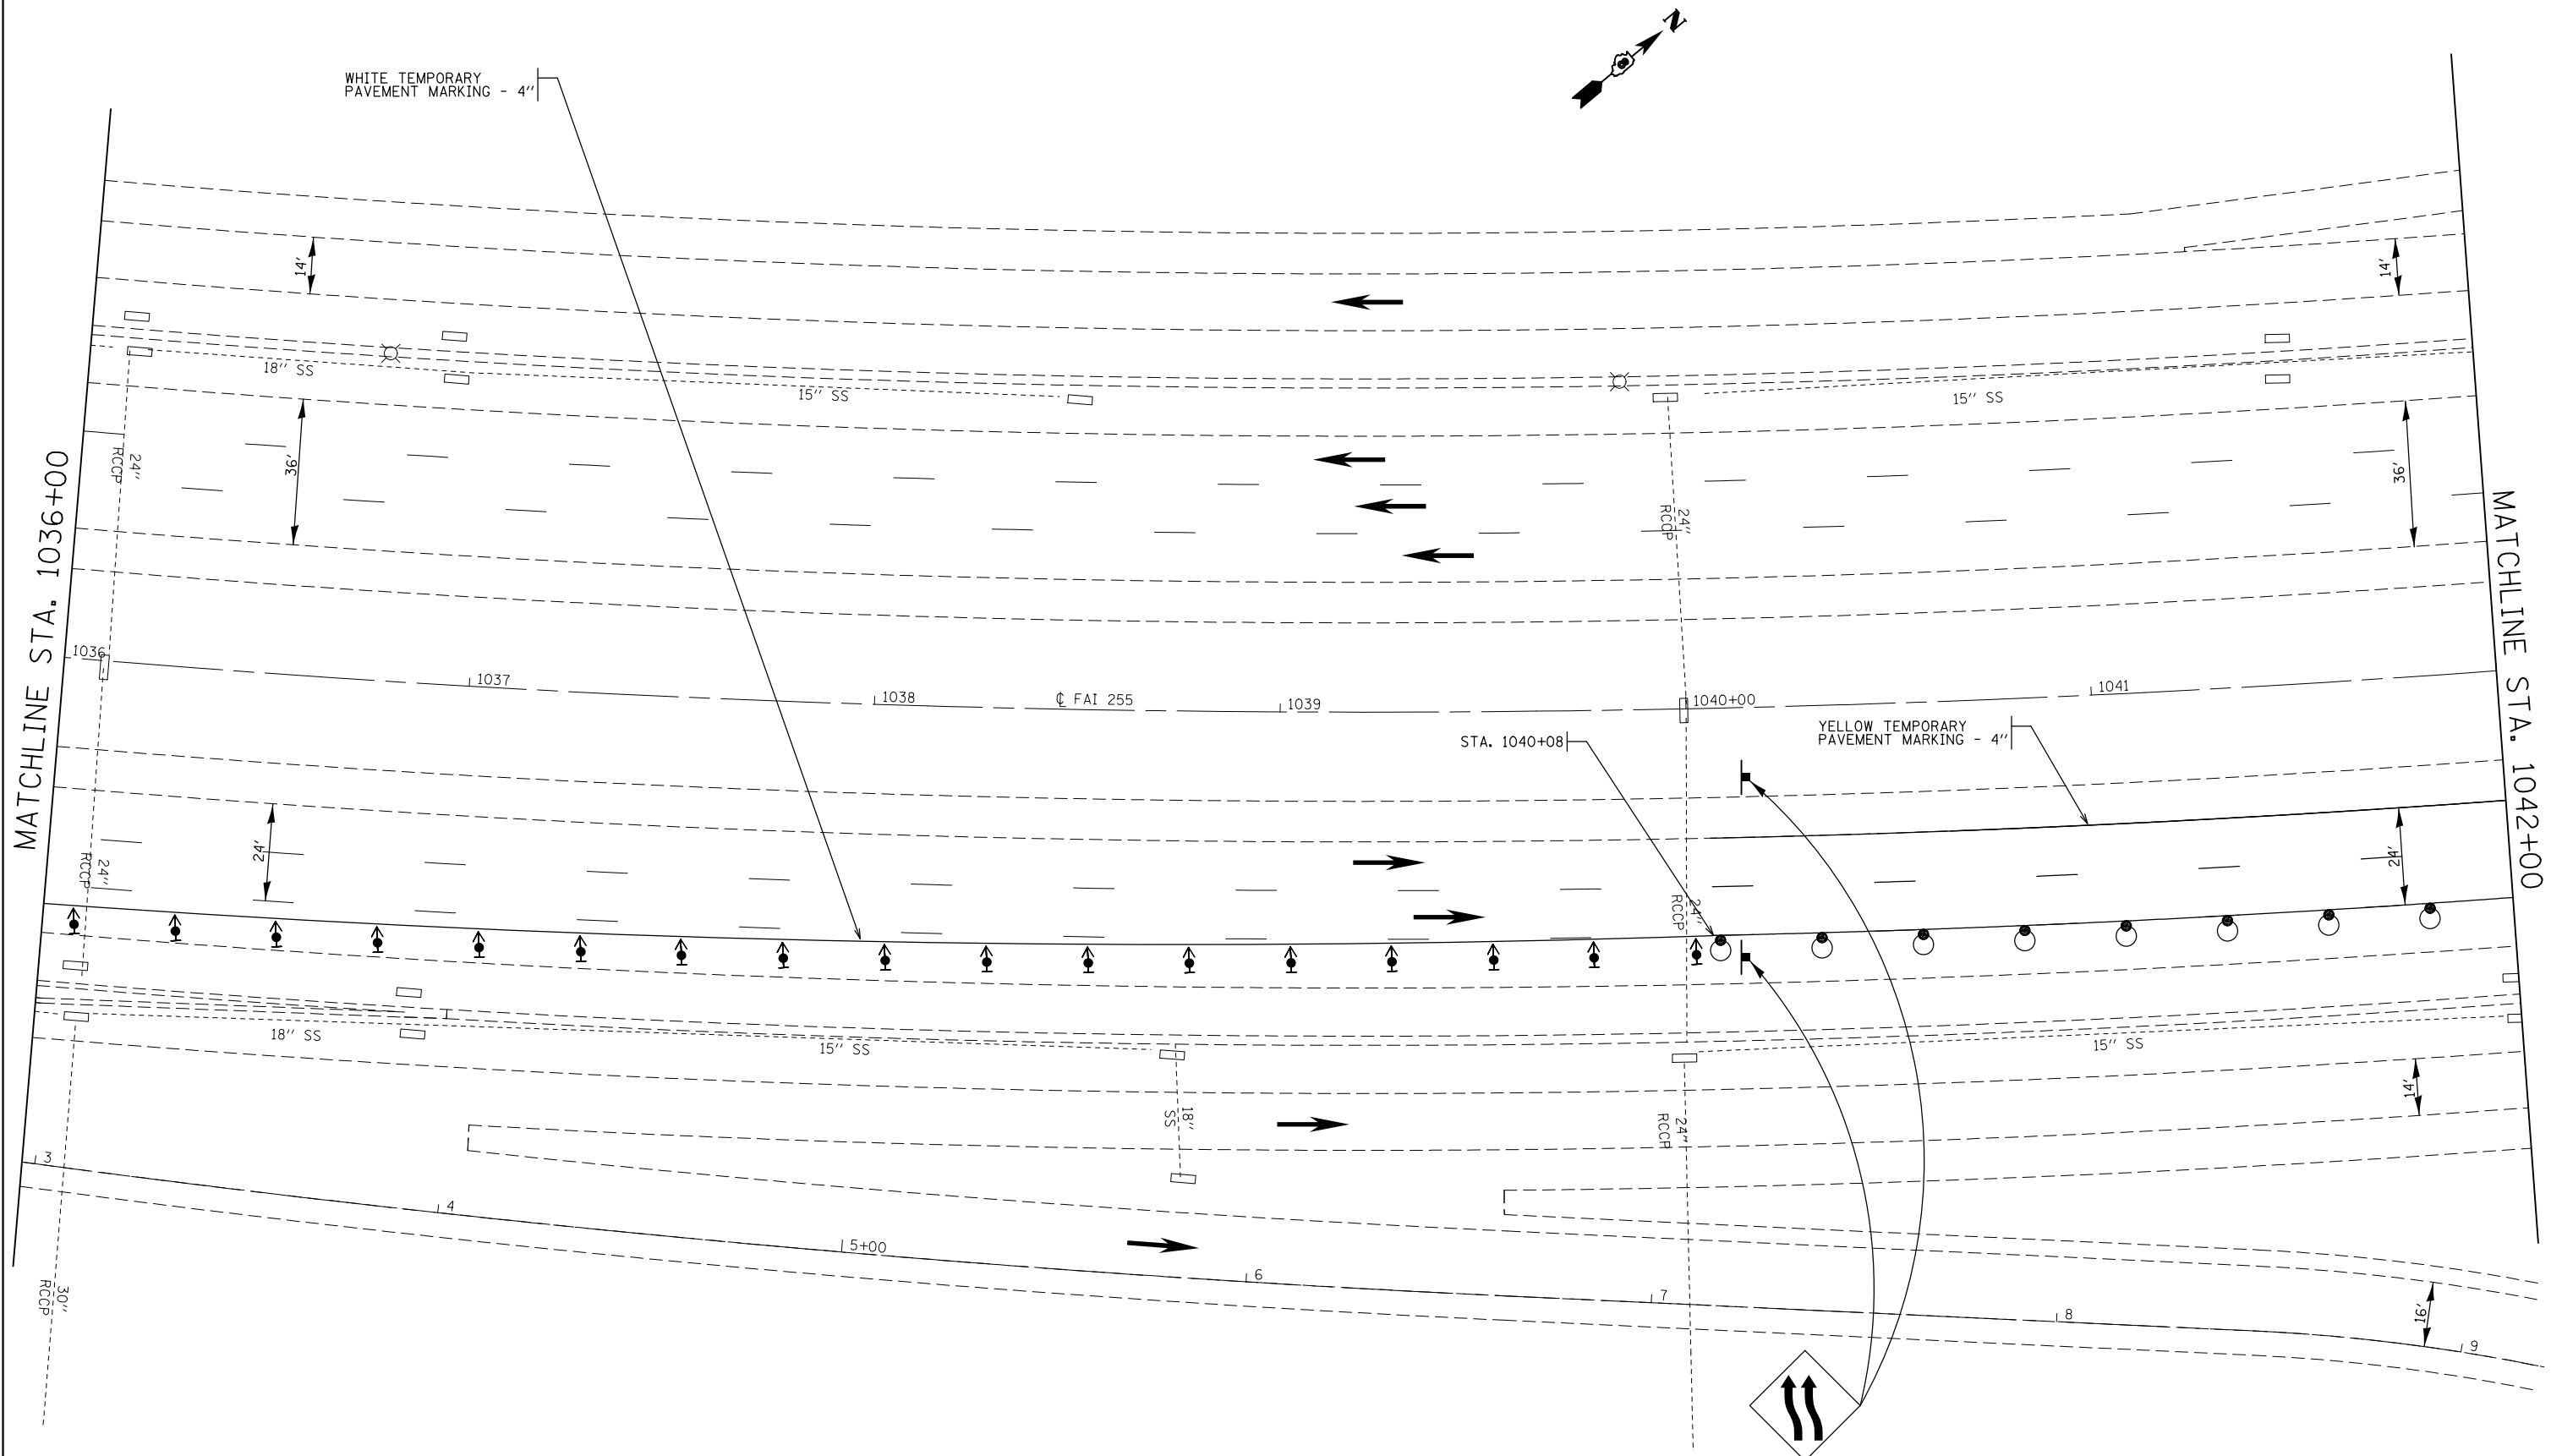 N
WHITE TEMPORARY
PAVEMENT MARKING - 4"
14'
14'
18" SS
15" SS
15" SS
24"
RCCP
36'
24"
RCCP
36'
MATCHLINE STA. 1036+00
MATCHLINE STA. 1042+00
1036
1037
1038
℄ FAI 255
1039
1040+00
1041
STA. 1040+08
YELLOW TEMPORARY
PAVEMENT MARKING - 4"
24"
RCCP
24'
24"
RCCP
24'
18" SS
15" SS
15" SS
18"
SS
24"
RCCP
14'
3
4
5+00
6
7
8
9
16'
30"
RCCP